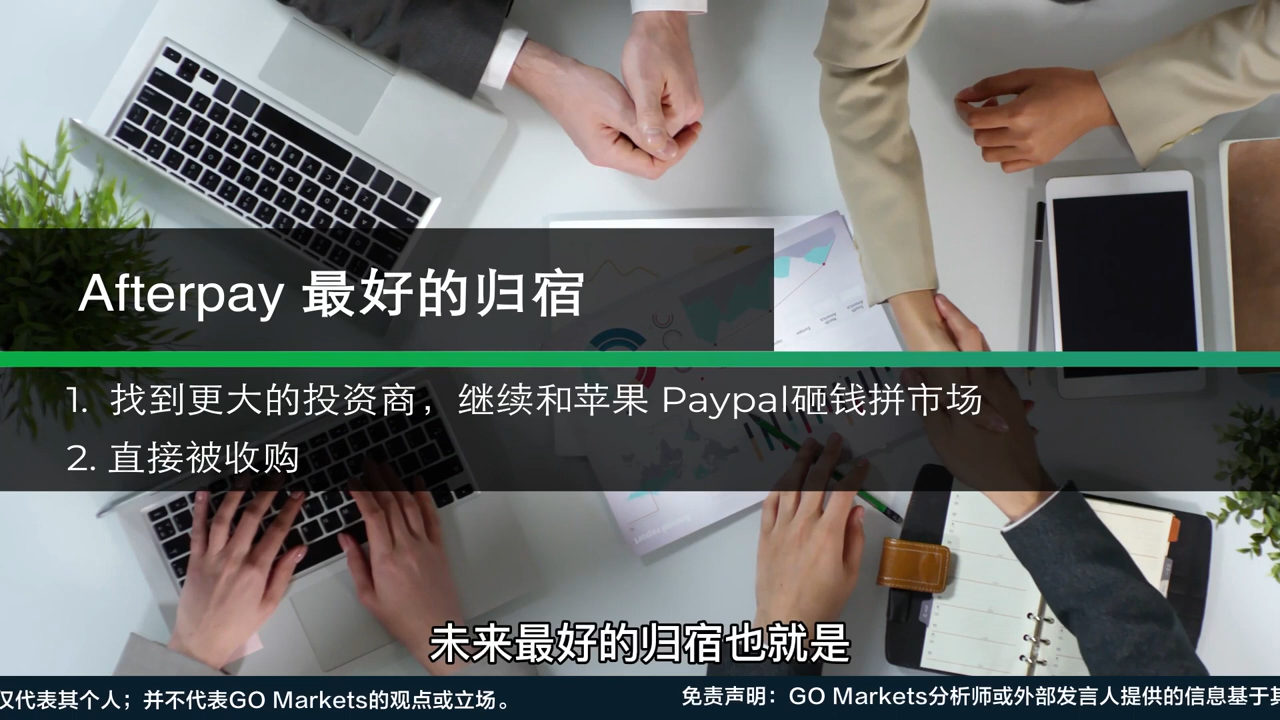 Afterpay 最好的归宿
1. 找到更大的投资商，继续和苹果 Paypal砸钱拼市场
2. 直接被收购
未来最好的归宿也就是
仅代表其个人；并不代表GO Markets的观点或立场。
免责声明：GO Markets分析师或外部发言人提供的信息基于其